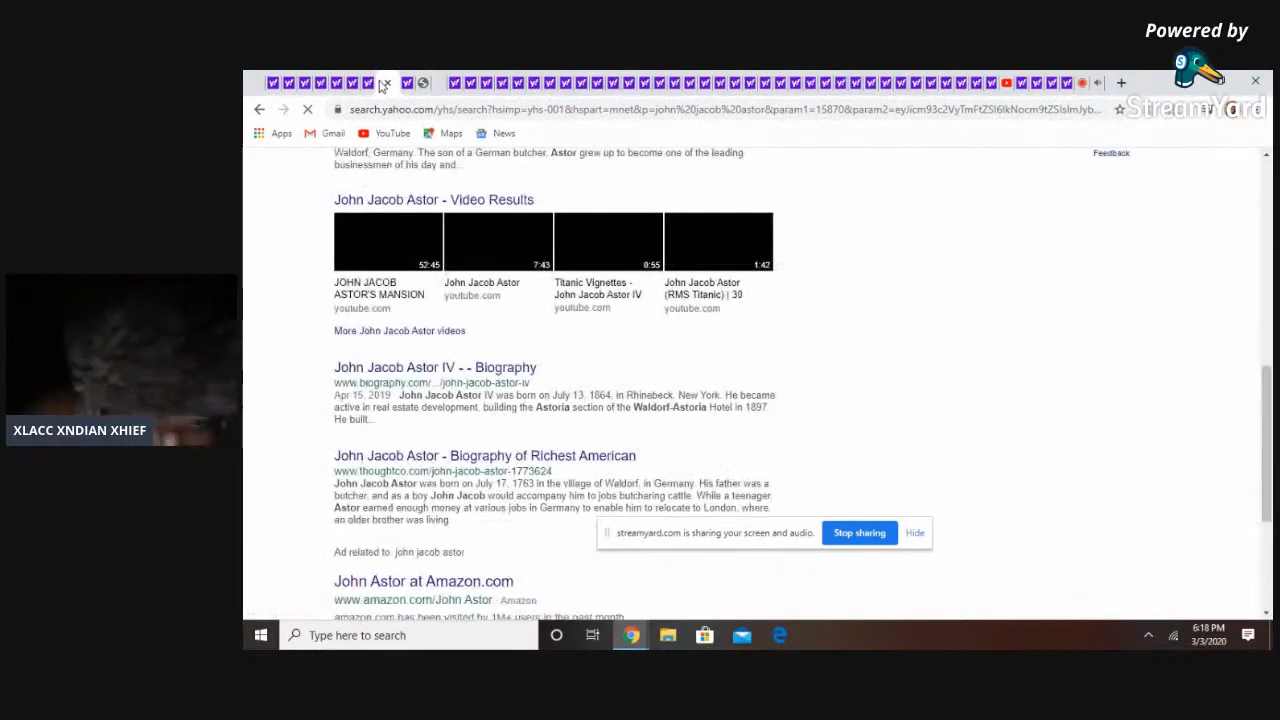 Powered by
StreamYard
search.yahoo.com/yhs/search?hsimp=yhs-001&hspart=mnet&p=john%20jacob%20astor&param1=15870&param2=
Apps Gmail YouTube Maps News
Waldorf, Germany. The son of a German butcher, Astor grew up to become one of the leading
businessmen of his day and...
Feedback
John Jacob Astor - Video Results
52:45 7:43 0:55 1:42
JOHN JACOB
ASTOR'S MANSION
youtube.com
John Jacob Astor
youtube.com
Titanic Vignettes -
John Jacob Astor IV
youtube.com
John Jacob Astor
(RMS Titanic) | 30
youtube.com
More John Jacob Astor videos
John Jacob Astor IV - - Biography
www.biography.com/.../john-jacob-astor-iv
Apr 15, 2019 · John Jacob Astor IV was born on July 13, 1864, in Rhinebeck, New York. He became
active in real estate development, building the Astoria section of the Waldorf-Astoria Hotel in 1897.
He built...
John Jacob Astor - Biography of Richest American
www.thoughtco.com/john-jacob-astor-1773624
John Jacob Astor was born on July 17, 1763 in the village of Waldorf, in Germany. His father was a
butcher, and as a boy John Jacob would accompany him to jobs butchering cattle. While a teenager,
Astor earned enough money at various jobs in Germany to enable him to relocate to London, where
an older brother was living.
streamyard.com is sharing your screen and audio. Stop sharing Hide
Ad related to john jacob astor
John Astor at Amazon.com
www.amazon.com/John Astor · Amazon
amazon.com has been visited by 1M+ users in the past month
XLACC XNDIAN XHIEF
Type here to search
6:18 PM
3/3/2020